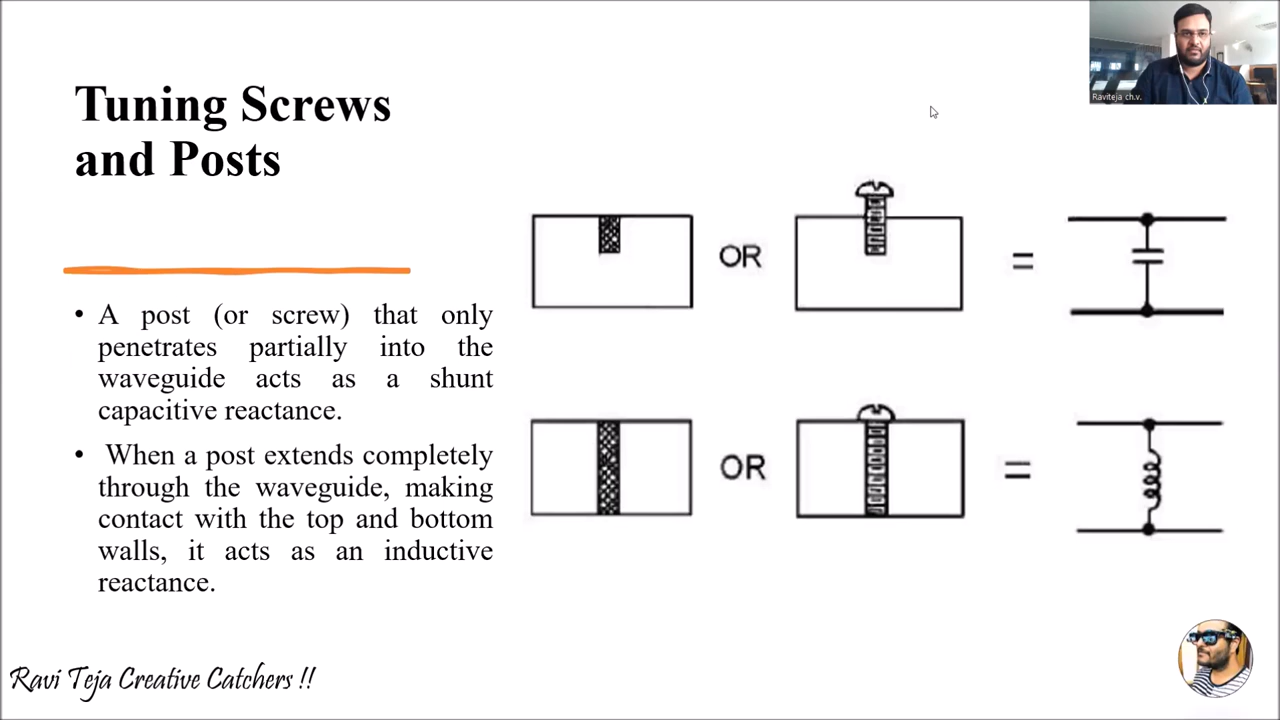 Raviteja ch.v.
Tuning Screws
and Posts
OR
OR
=
=
• A post (or screw) that only
penetrates partially into the
waveguide acts as a shunt
capacitive reactance.
• When a post extends completely
through the waveguide, making
contact with the top and bottom
walls, it acts as an inductive
reactance.
Ravi Teja Creative Catchers !!